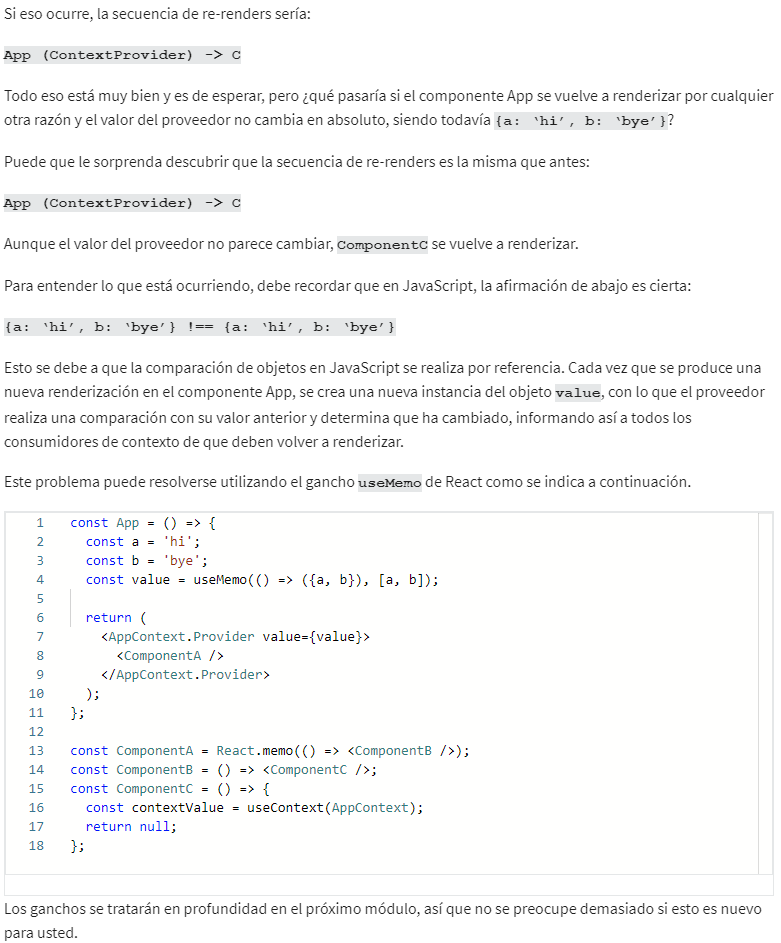 Si eso ocurre, la secuencia de re-renders sería:
App (ContextProvider) -> C
Todo eso está muy bien y es de esperar, pero ¿qué pasaría si el componente App se vuelve a renderizar por cualquier
otra razón y el valor del proveedor no cambia en absoluto, siendo todavía {a: ‘hi’, b: ‘bye’}?
Puede que le sorprenda descubrir que la secuencia de re-renders es la misma que antes:
App (ContextProvider) -> C
Aunque el valor del proveedor no parece cambiar, ComponentC se vuelve a renderizar.
Para entender lo que está ocurriendo, debe recordar que en JavaScript, la afirmación de abajo es cierta:
{a: ‘hi’, b: ‘bye’} !== {a: ‘hi’, b: ‘bye’}
Esto se debe a que la comparación de objetos en JavaScript se realiza por referencia. Cada vez que se produce una
nueva renderización en el componente App, se crea una nueva instancia del objeto value, con lo que el proveedor
realiza una comparación con su valor anterior y determina que ha cambiado, informando así a todos los
consumidores de contexto de que deben volver a renderizar.
Este problema puede resolverse utilizando el gancho useMemo de React como se indica a continuación.
1 const App = () => {
2   const a = 'hi';
3   const b = 'bye';
4   const value = useMemo(() => ({a, b}), [a, b]);
5
6   return (
7     <AppContext.Provider value={value}>
8       <ComponentA />
9     </AppContext.Provider>
10   );
11 };
12
13 const ComponentA = React.memo(() => <ComponentB />);
14 const ComponentB = () => <ComponentC />;
15 const ComponentC = () => {
16   const contextValue = useContext(AppContext);
17   return null;
18 };
Los ganchos se tratarán en profundidad en el próximo módulo, así que no se preocupe demasiado si esto es nuevo
para usted.